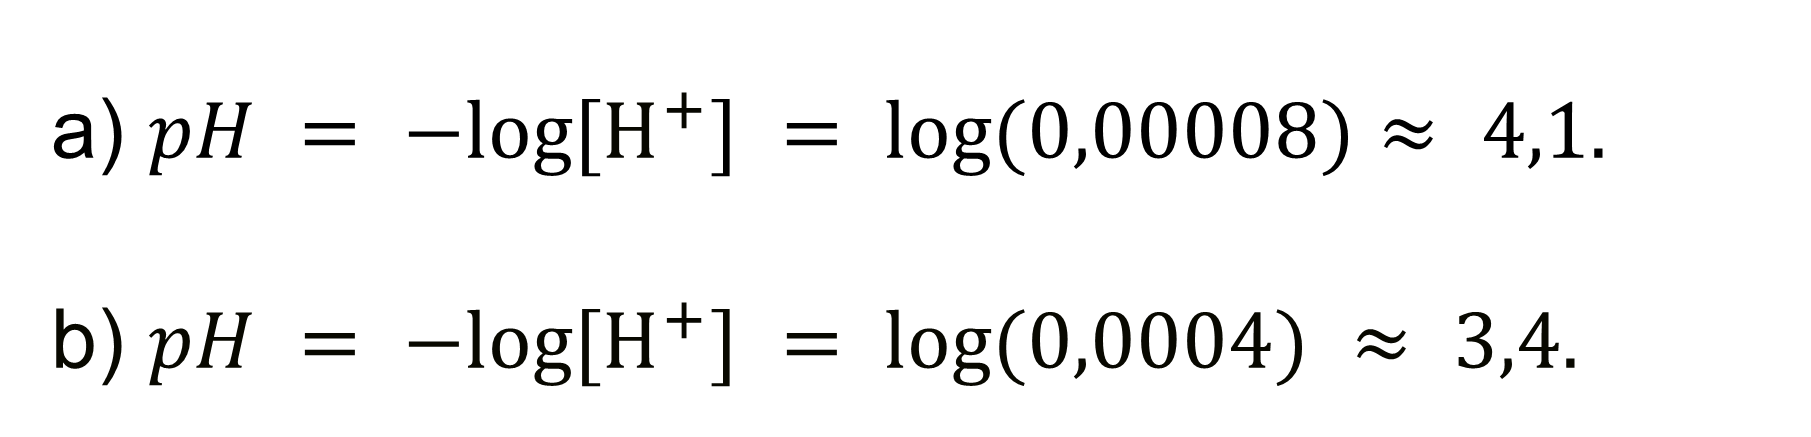 a) pH = −log[H⁺] = log(0,00008) ≈ 4,1.
b) pH = −log[H⁺] = log(0,0004) ≈ 3,4.